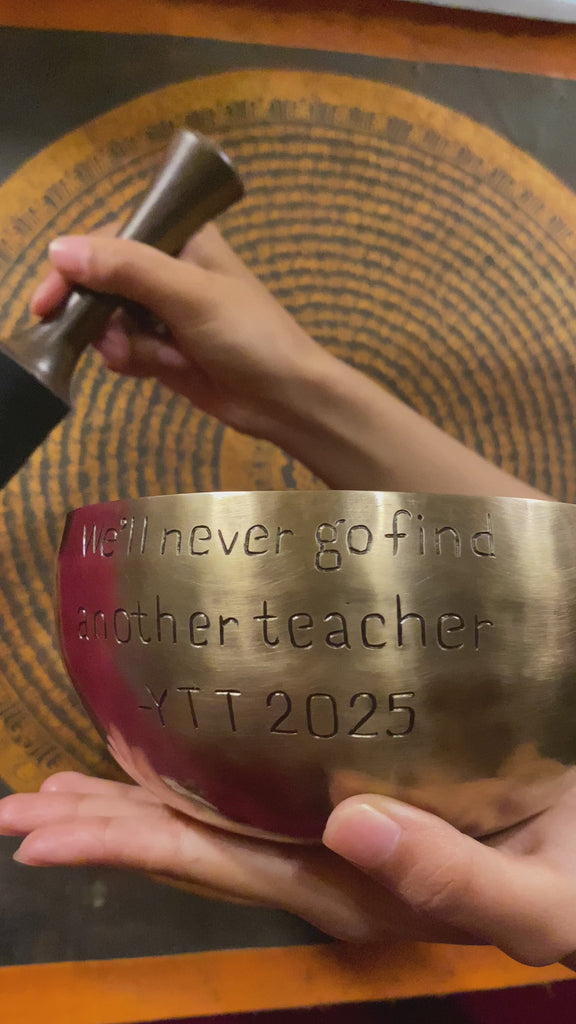 We'll never go find
another teacher
-YTT 2025